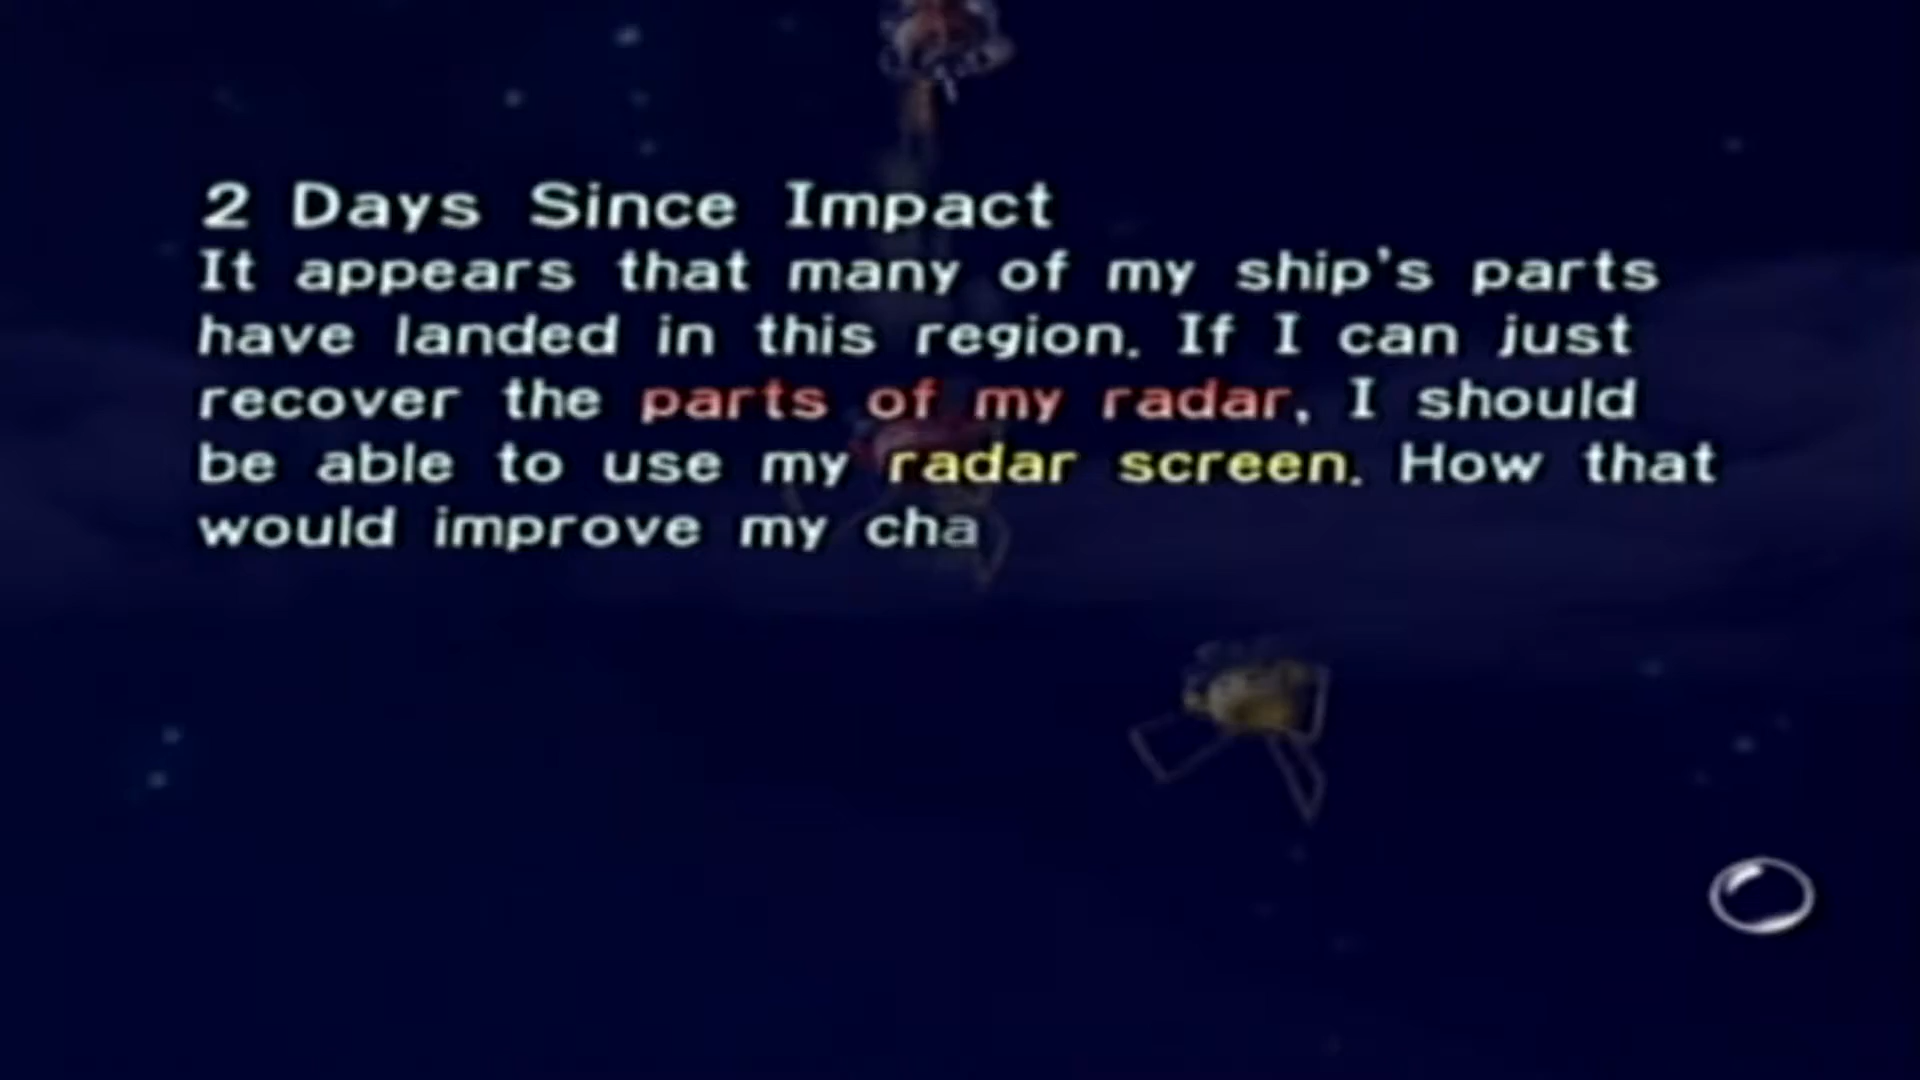 2 Days Since Impact
It appears that many of my ship's parts
have landed in this region. If I can just
recover the parts of my radar, I should
be able to use my radar screen. How that
would improve my cha